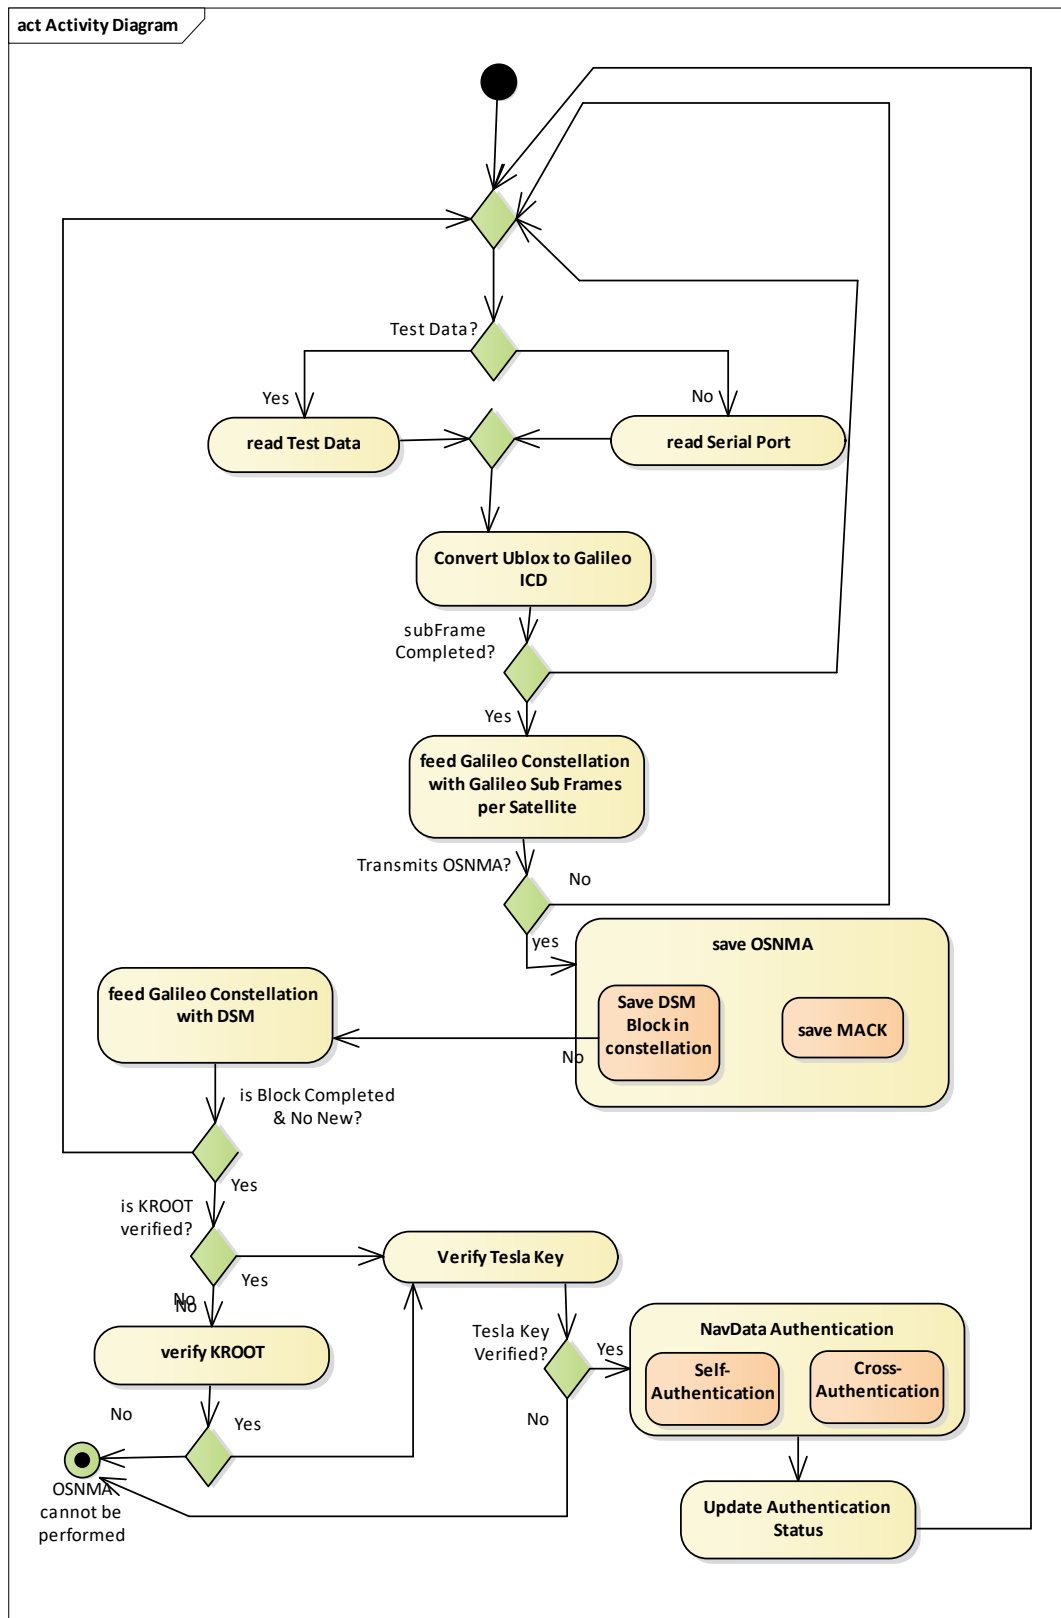 act Activity Diagram
Test Data?
Yes
No
read Test Data
read Serial Port
Convert Ublox to Galileo
ICD
subFrame
Completed?
Yes
feed Galileo Constellation
with Galileo Sub Frames
per Satellite
Transmits OSNMA?
No
yes
save OSNMA
Save DSM
Block in
constellation
save MACK
No
feed Galileo Constellation
with DSM
is Block Completed
& No New?
Yes
is KROOT
verified?
Yes
No
No
Verify Tesla Key
verify KROOT
Tesla Key
Verified?
Yes
No
NavData Authentication
Self-
Authentication
Cross-
Authentication
No
Yes
OSNMA
cannot be
performed
Update Authentication
Status